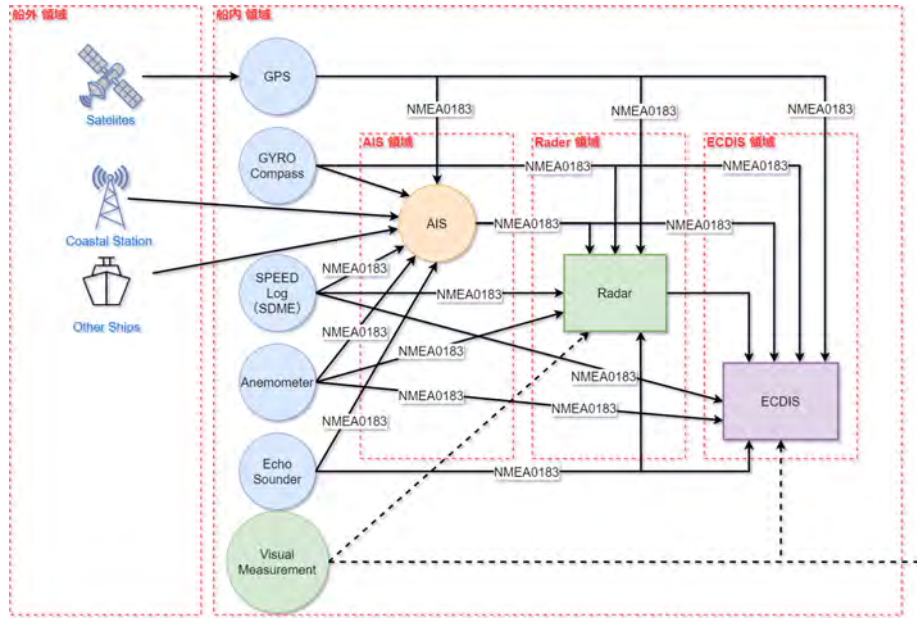 船外 領域
船内 領域
Satelites
GPS
NMEA0183
NMEA0183
NMEA0183
AIS 領域
Rader 領域
ECDIS 領域
GYRO
Compass
NMEA0183
NMEA0183
NMEA0183
Coastal Station
AIS
NMEA0183
NMEA0183
Other Ships
SPEED
Log
(SDME)
NMEA0183
NMEA0183
Radar
NMEA0183
NMEA0183
NMEA0183
Anemometer
NMEA0183
ECDIS
NMEA0183
Echo
Sounder
NMEA0183
Visual
Measurement